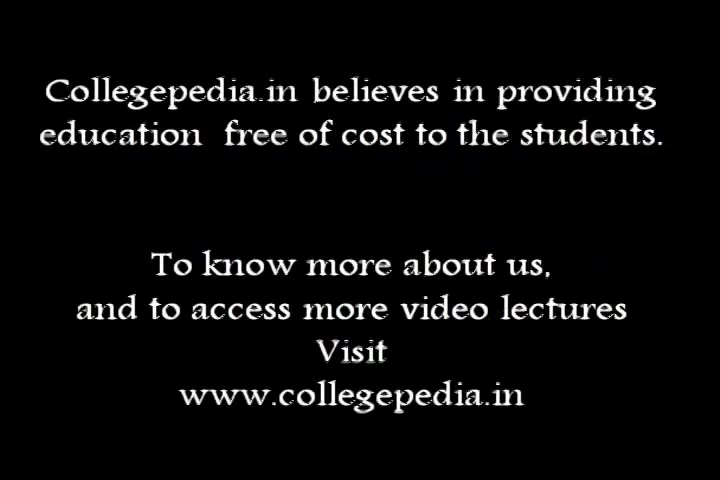 Collegepedia.in believes in providing
education free of cost to the students.
To know more about us,
and to access more video lectures
Visit
www.collegepedia.in